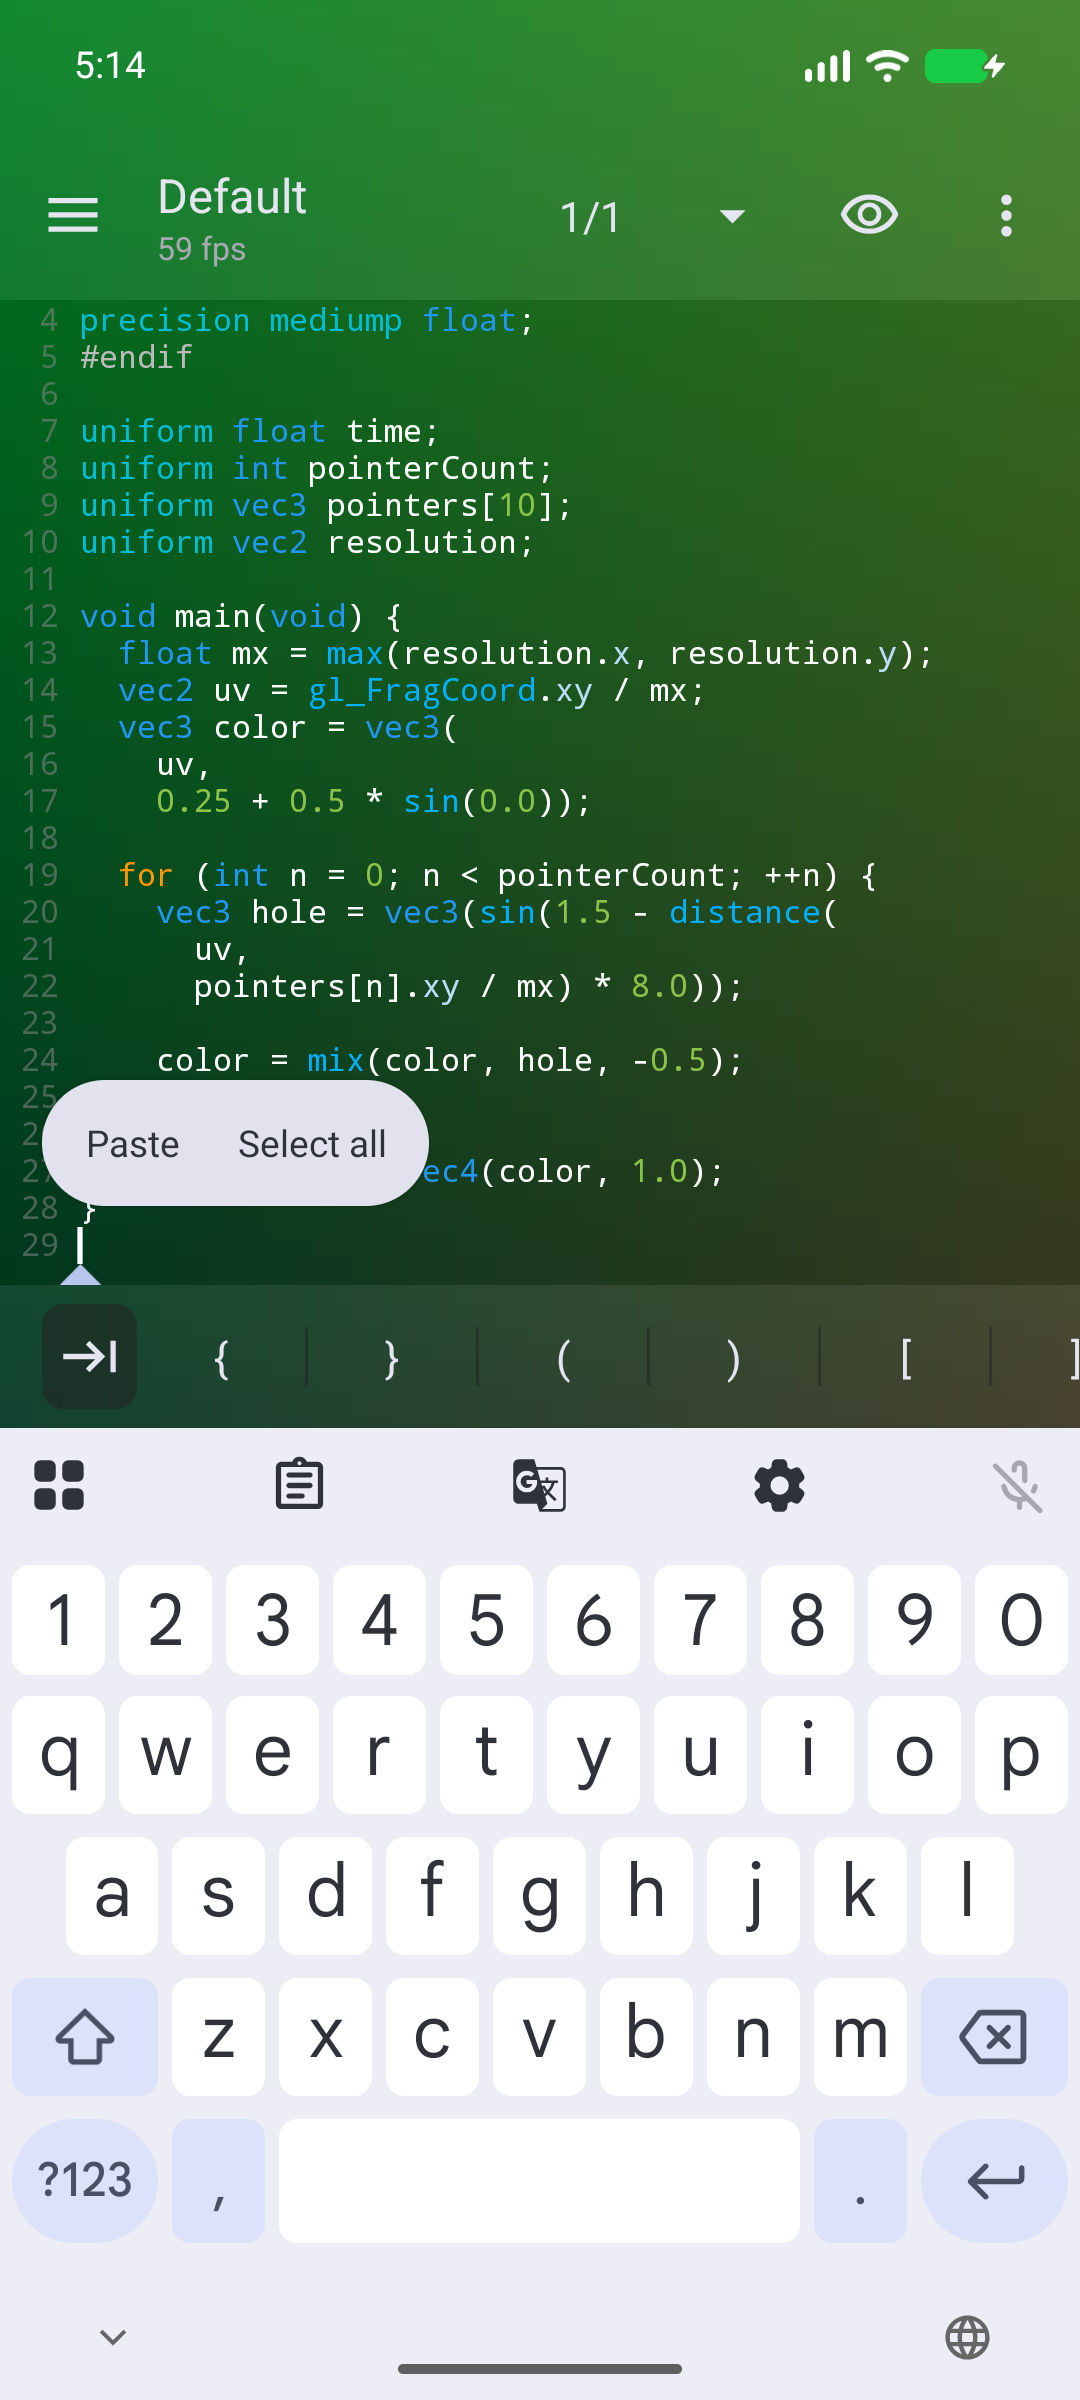 5:14
Default
59 fps
1/1
4 precision mediump float;
5 #endif
6
7 uniform float time;
8 uniform int pointerCount;
9 uniform vec3 pointers[10];
10 uniform vec2 resolution;
11
12 void main(void) {
13 float mx = max(resolution.x, resolution.y);
14 vec2 uv = gl_FragCoord.xy / mx;
15 vec3 color = vec3(
16 uv,
17 0.25 + 0.5 * sin(0.0));
18
19 for (int n = 0; n < pointerCount; ++n) {
20 vec3 hole = vec3(sin(1.5 - distance(
21 uv,
22 pointers[n].xy / mx) * 8.0));
23
24 color = mix(color, hole, -0.5);
25
2
27 ec4(color, 1.0);
Paste Select all
28 }
29
{ } ( ) [ ]
1 2 3 4 5 6 7 8 9 0
q w e r t y u i o p
a s d f g h j k l
z x c v b n m
?123 , .